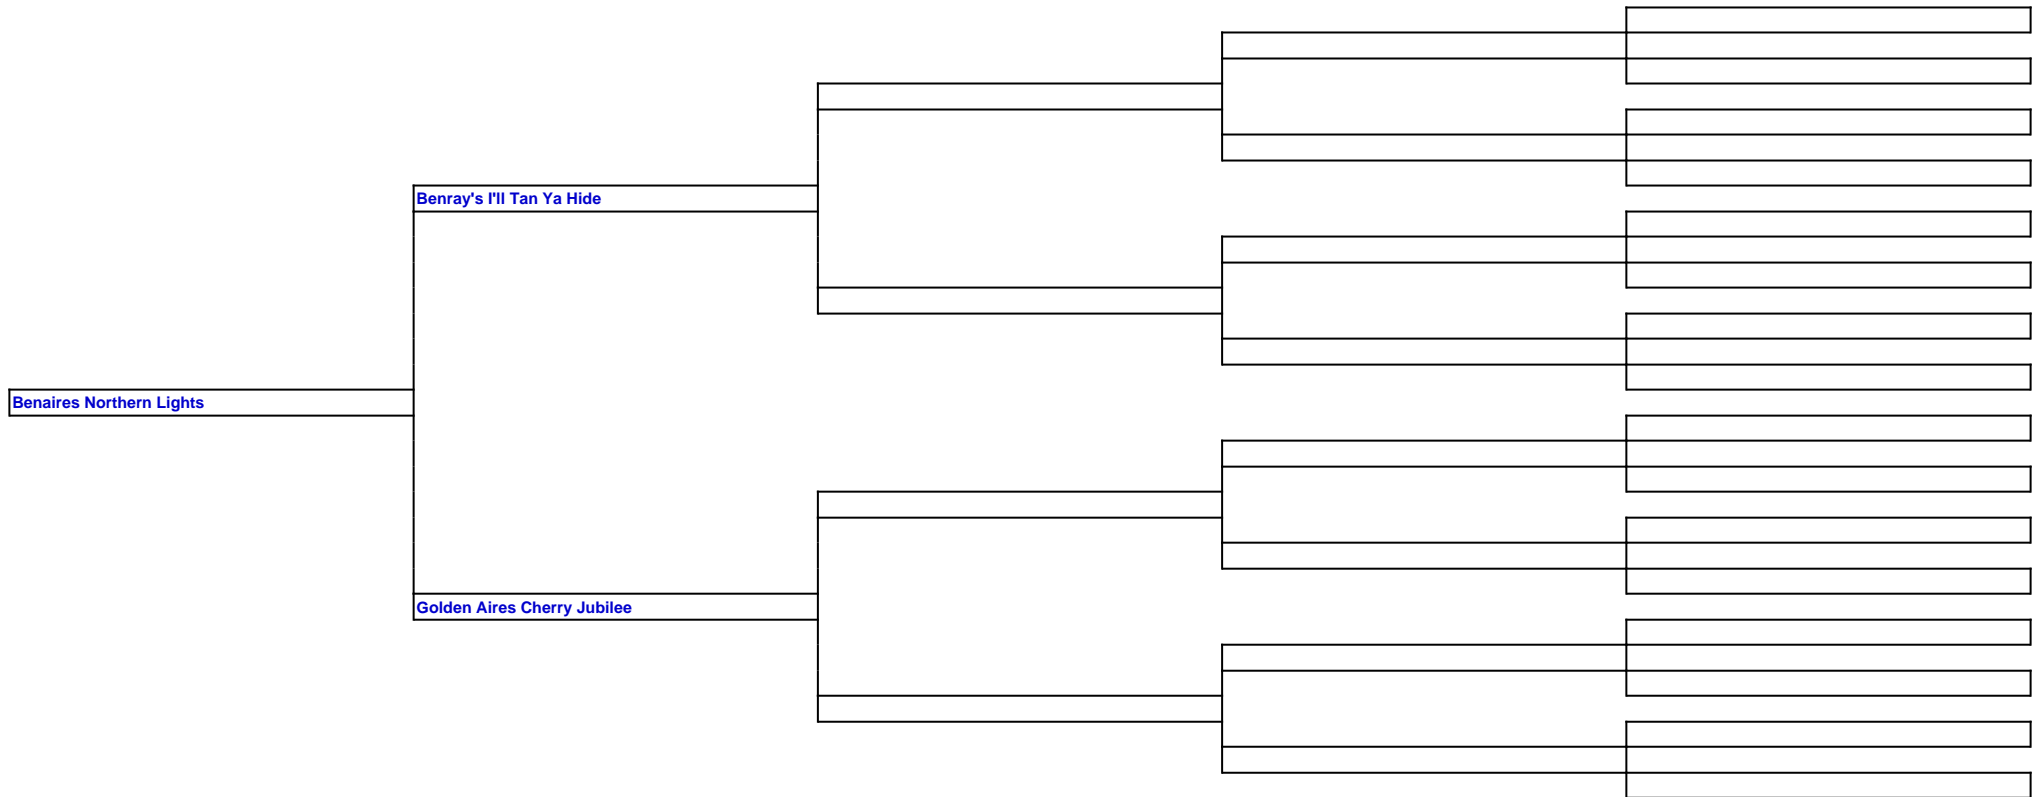 Benray's I'll Tan Ya Hide
Benaires Northern Lights
Golden Aires Cherry Jubilee